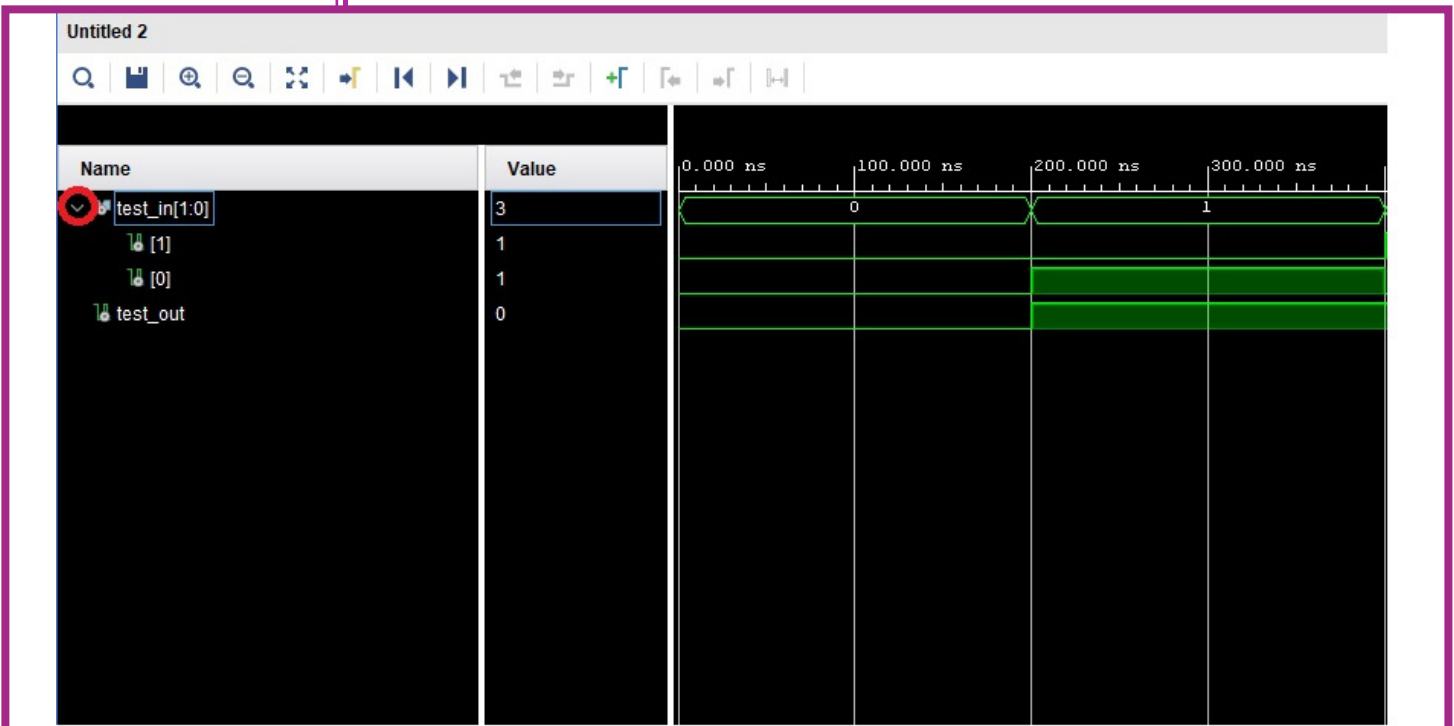 Untitled 2
Name Value 0.000 ns 100.000 ns 200.000 ns 300.000 ns
test_in[1:0] 3 0 1
[1] 1
[0] 1
test_out 0